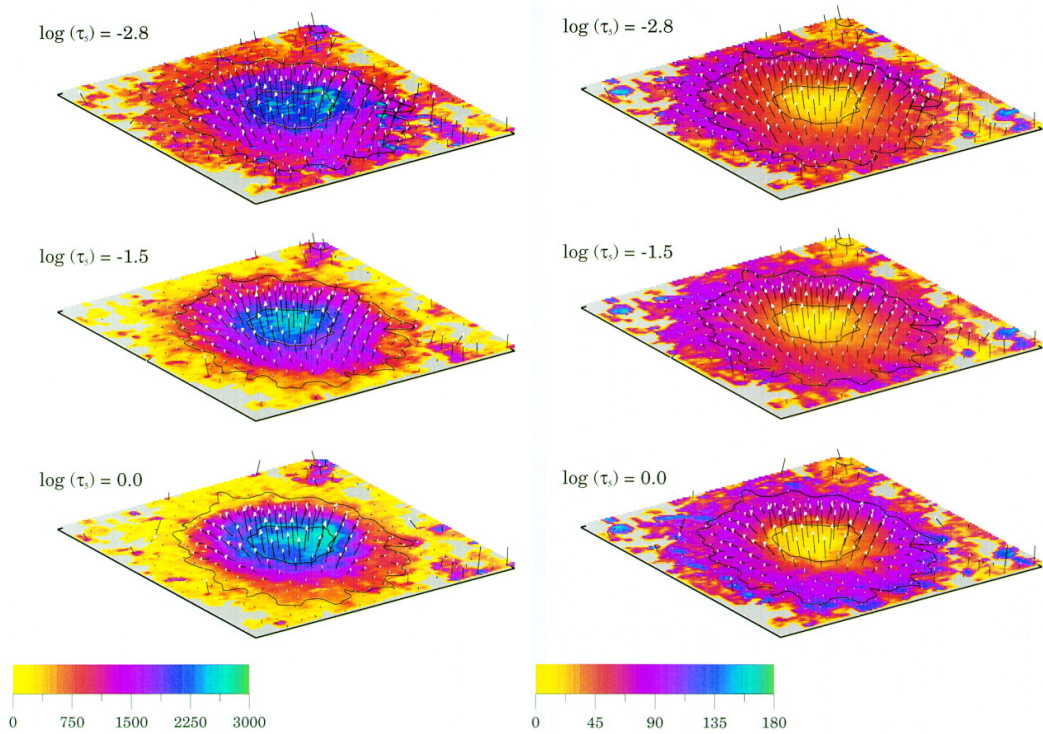 log (τ₅) = -2.8
log (τ₅) = -2.8
log (τ₅) = -1.5
log (τ₅) = -1.5
log (τ₅) = 0.0
log (τ₅) = 0.0
0 750 1500 2250 3000
0 45 90 135 180